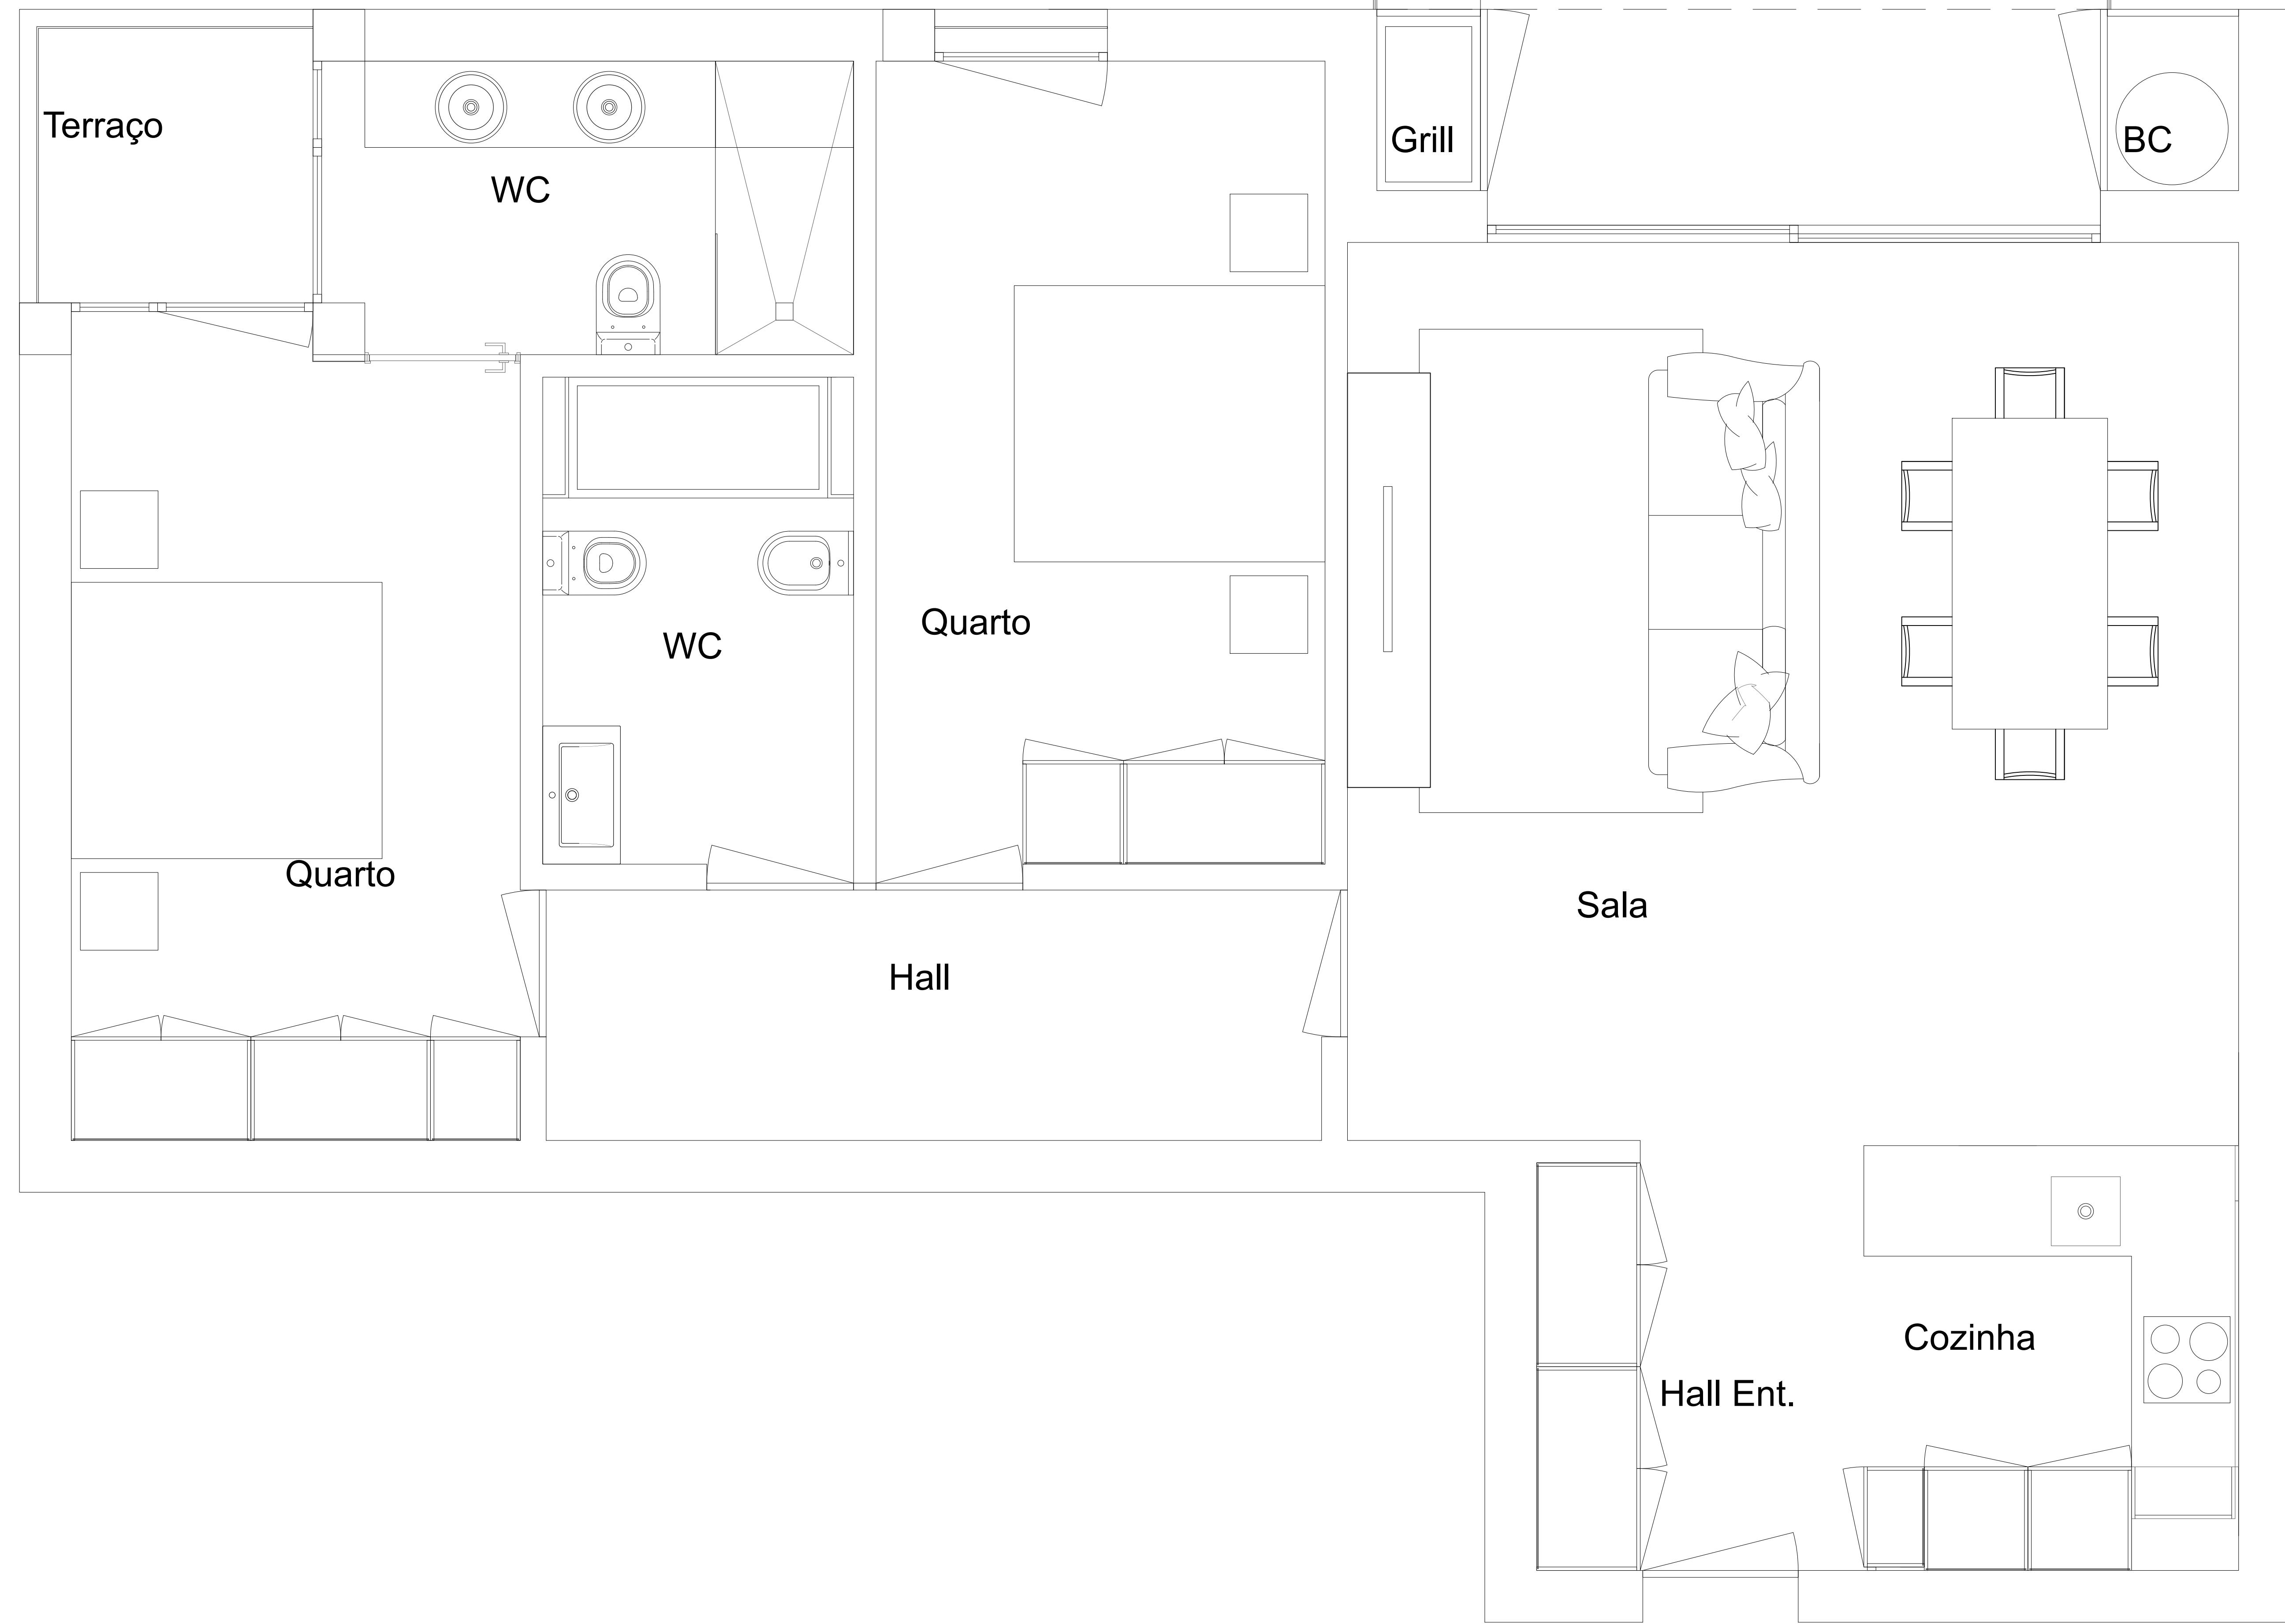 Terraço
Grill
BC
WC
Quarto
WC
Quarto
Sala
Hall
Cozinha
Hall Ent.